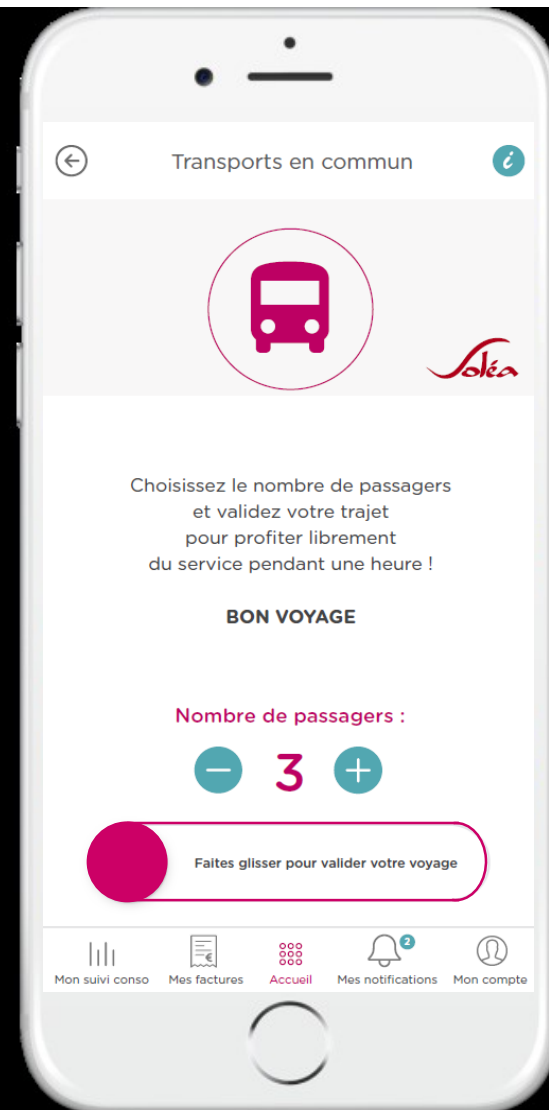 Transports en commun
i
Soléa
Choisissez le nombre de passagers
et validez votre trajet
pour profiter librement
du service pendant une heure !
BON VOYAGE
Nombre de passagers :
3
Faites glisser pour valider votre voyage
€
2
Mon suivi conso Mes factures Accueil Mes notifications Mon compte